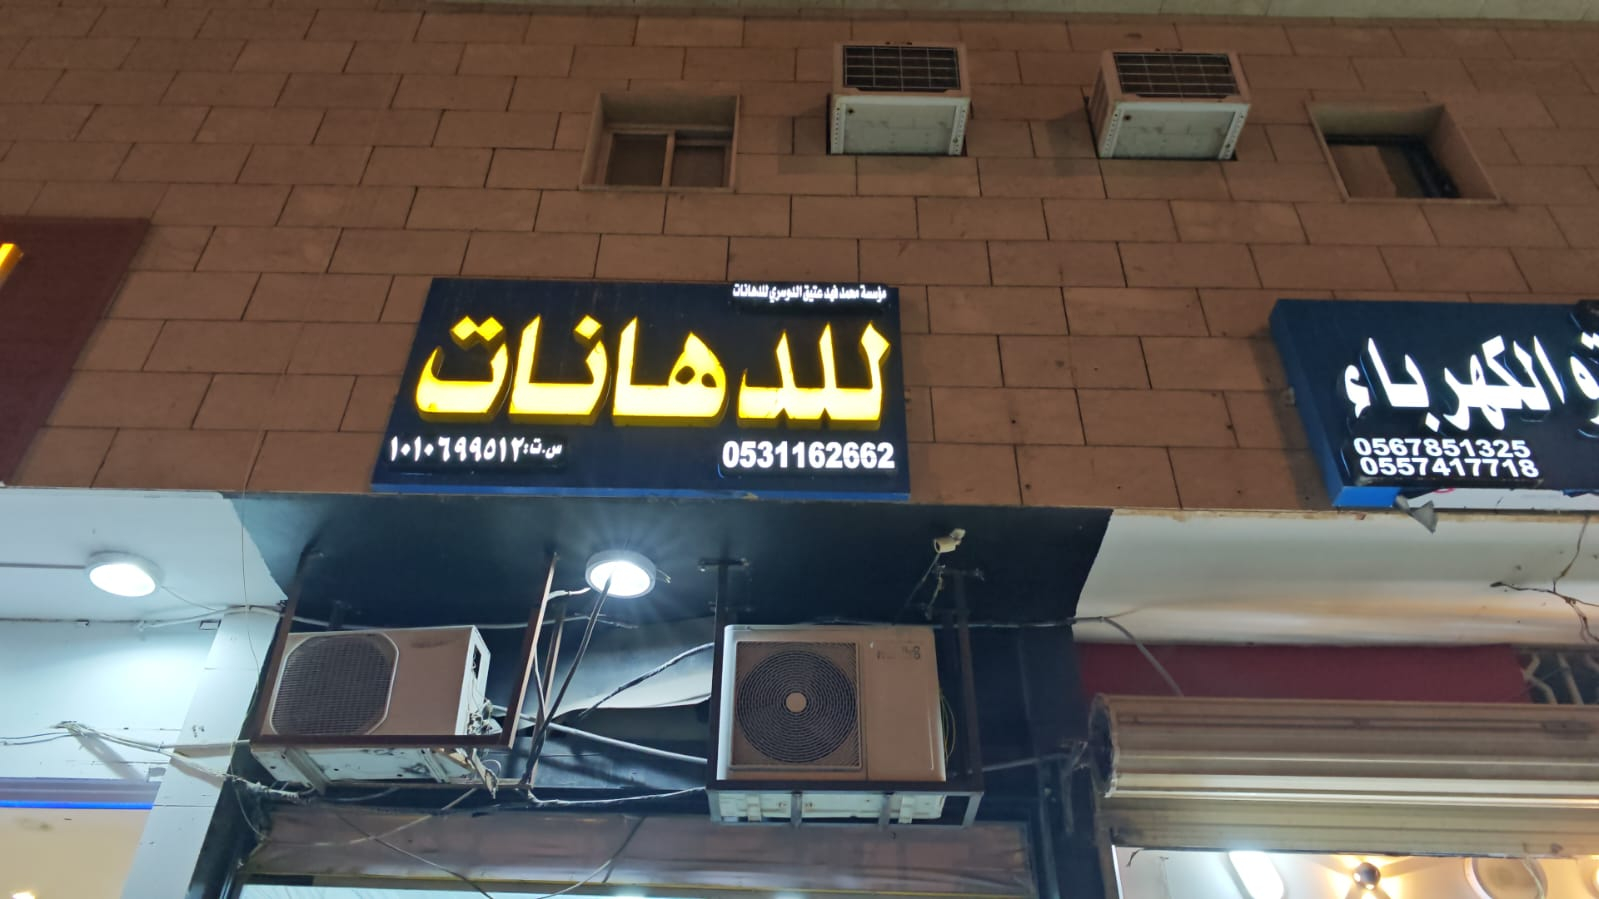 مؤسسة محمد فهد عتيق الدوسري للدهانات
للدهانات
0531162662
س.ت: ١٠١٠٦٩٩٥١٢
الكهرباء
0567851325
0557417718